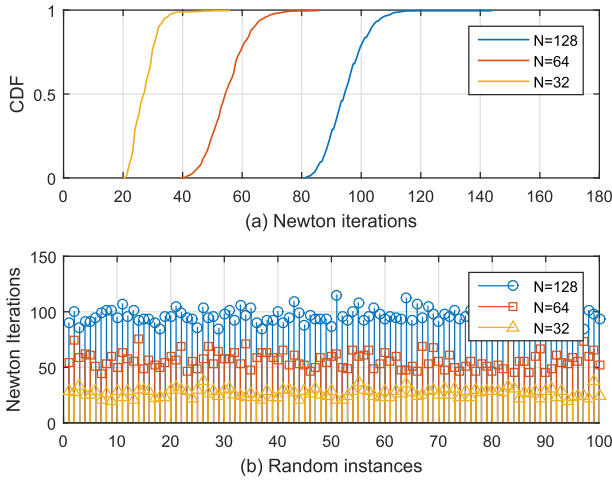 1
0.5
0
CDF
N=128
N=64
N=32
0 20 40 60 80 100 120 140 160 180
(a) Newton iterations
150
100
50
0
Newton Iterations
N=128
N=64
N=32
0 10 20 30 40 50 60 70 80 90 100
(b) Random instances